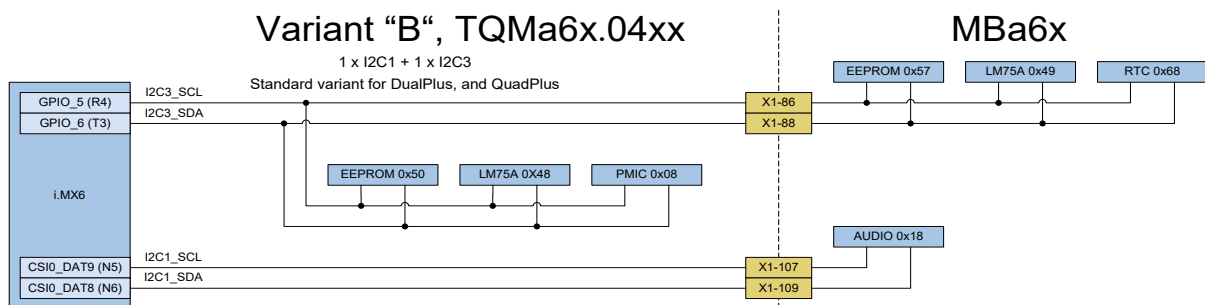 Variant “B“, TQMa6x.04xx
MBa6x
1 x I2C1 + 1 x I2C3
Standard variant for DualPlus, and QuadPlus
EEPROM 0x57
LM75A 0x49
RTC 0x68
I2C3_SCL
GPIO_5 (R4)
X1-86
I2C3_SDA
GPIO_6 (T3)
X1-88
EEPROM 0x50
LM75A 0X48
PMIC 0x08
i.MX6
AUDIO 0x18
I2C1_SCL
CSI0_DAT9 (N5)
X1-107
I2C1_SDA
CSI0_DAT8 (N6)
X1-109